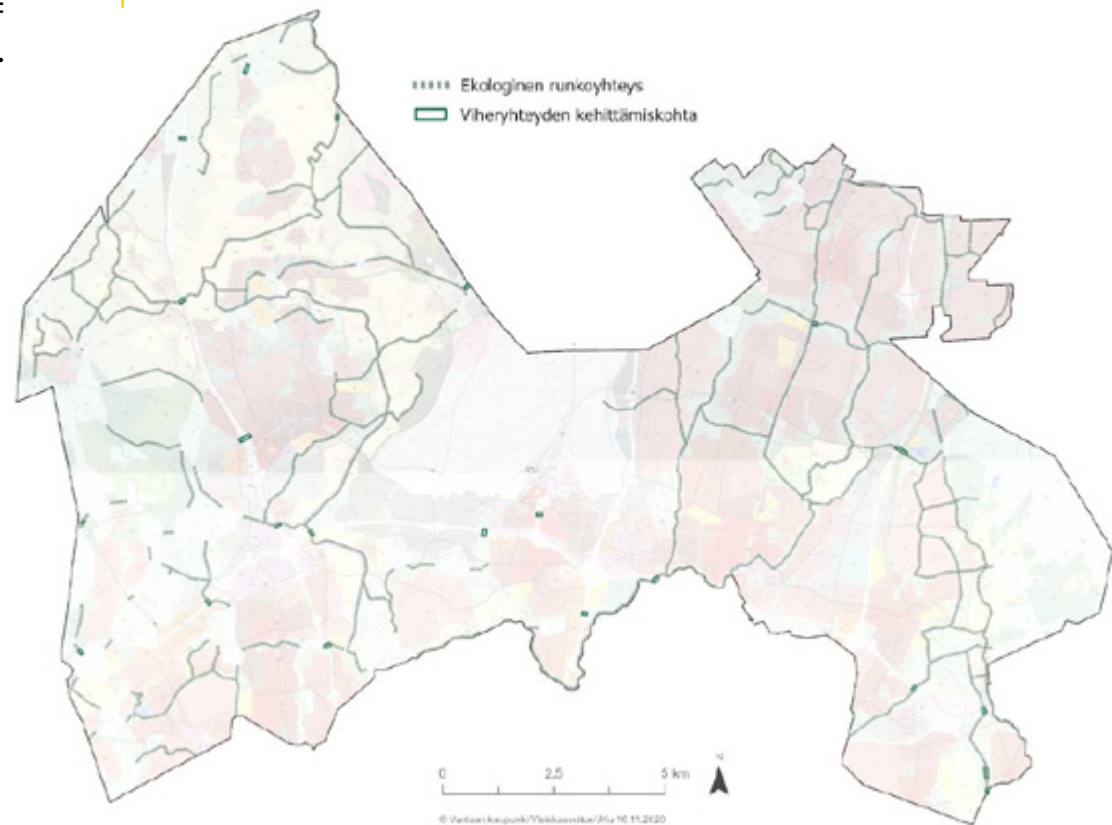 Ekologinen runkoyhteys
Viheryhteyden kehittämiskohta
0 2,5 5 km
N
© Vantaan kaupunki/Yleiskaavoitus/JKu 10.11.2020